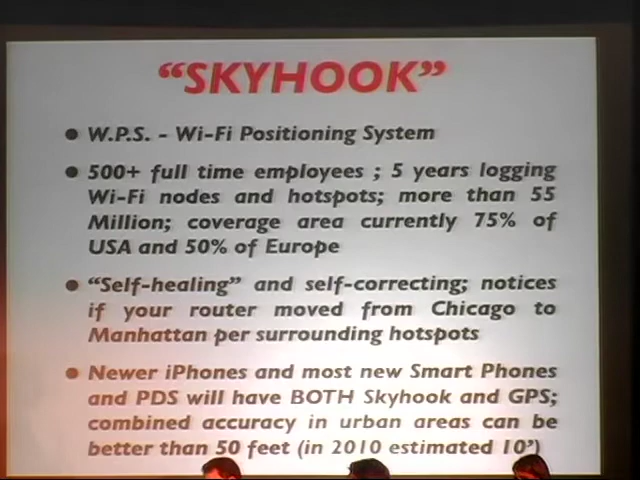 “SKYHOOK”
• W.P.S. - Wi-Fi Positioning System
• 500+ full time employees ; 5 years logging
Wi-Fi nodes and hotspots; more than 55
Million; coverage area currently 75% of
USA and 50% of Europe
• “Self-healing” and self-correcting; notices
if your router moved from Chicago to
Manhattan per surrounding hotspots
• Newer iPhones and most new Smart Phones
and PDS will have BOTH Skyhook and GPS;
combined accuracy in urban areas can be
better than 50 feet (in 2010 estimated 10’)